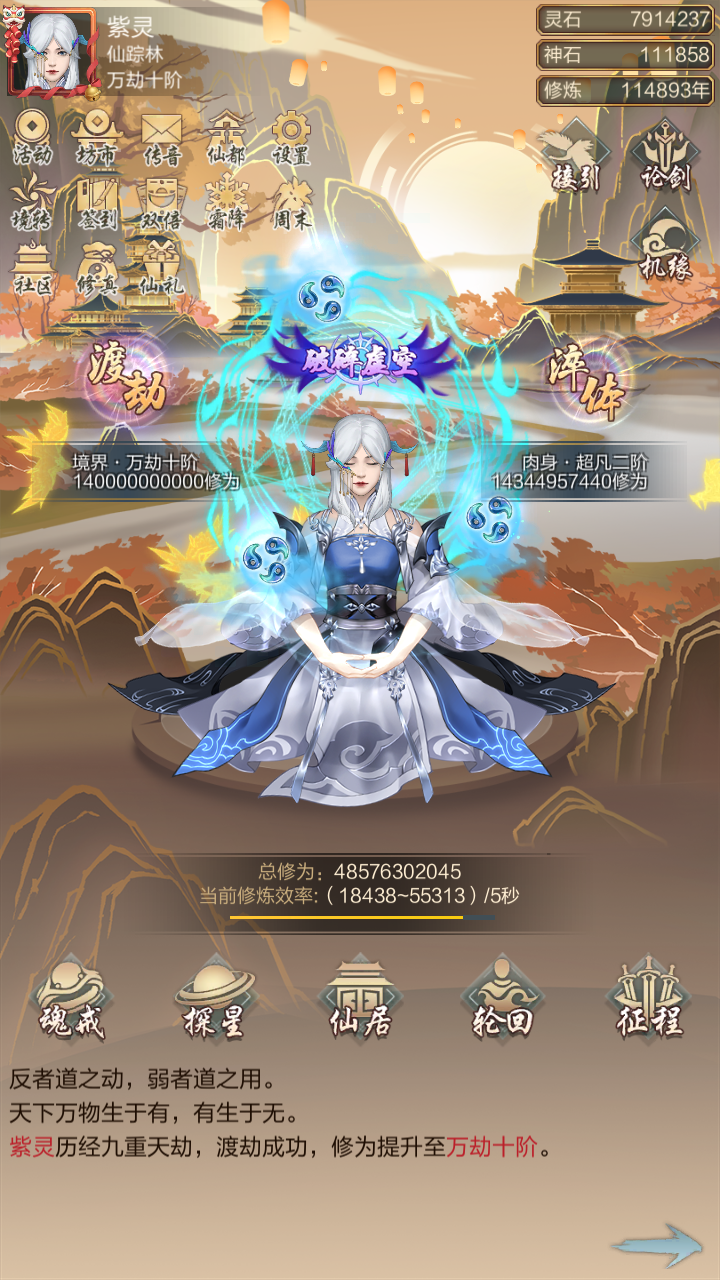 紫灵
仙踪林
万劫十阶
灵石 7914237
神石 111858
修炼 114893年
活动 坊市 传音 仙都 设置
境转 签到 双倍 霜降 周末
社区 修真 仙礼
接引 论剑
机缘
渡劫
破碎虚空
淬体
境界·万劫十阶
140000000000修为
肉身·超凡二阶
14344957440修为
总修为：48576302045
当前修炼效率:（18438~55313）/5秒
魂戒 探星 仙居 轮回 征程
反者道之动，弱者道之用。
天下万物生于有，有生于无。
紫灵历经九重天劫，渡劫成功，修为提升至万劫十阶。